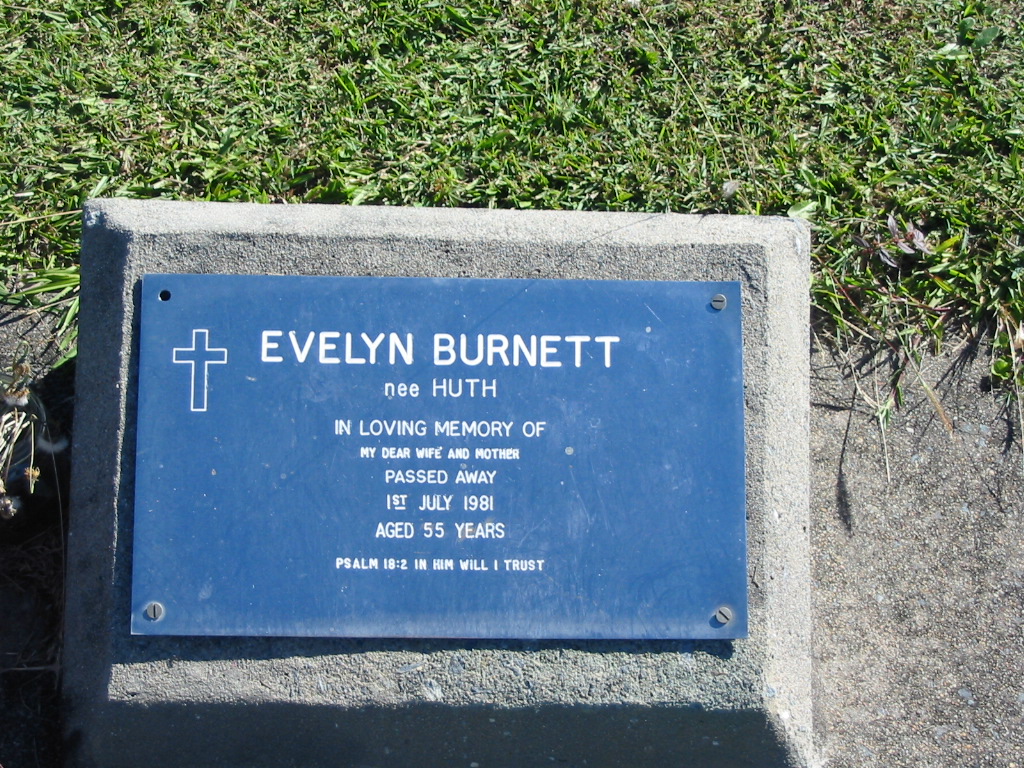 EVELYN BURNETT
nee HUTH
IN LOVING MEMORY OF
MY DEAR WIFE AND MOTHER
PASSED AWAY
1ST JULY 1981
AGED 55 YEARS
PSALM 18:2 IN HIM WILL I TRUST